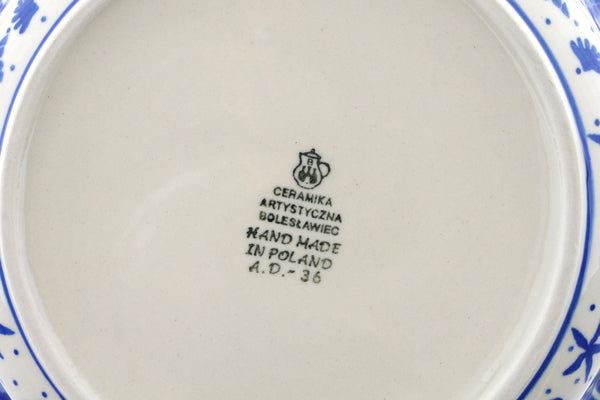 B
CERAMIKA
ARTYSTYCZNA
BOLESŁAWIEC
HAND MADE
IN POLAND
A.D.-36